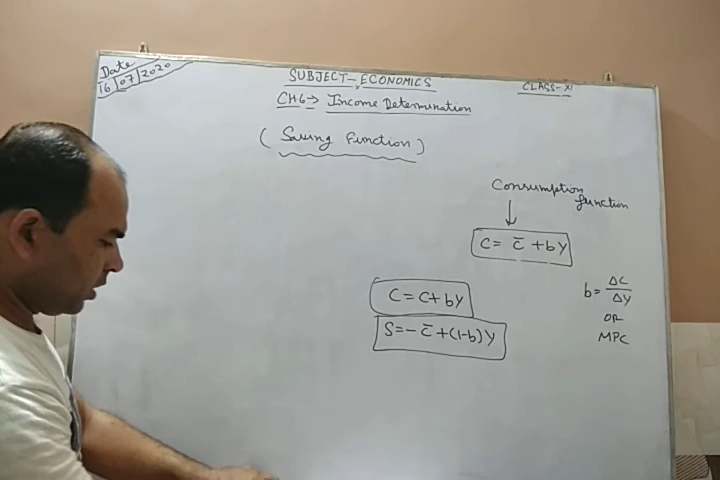 Date
16/07/2020
SUBJECT-ECONOMICS
CLASS-XI
CH6-> Income Determination
(Saving Function)
Consumption
function
↓
C = c̄ + bY
C = C + bY
S = - c̄ + (1-b)Y
b = ΔC/ΔY
OR
MPC